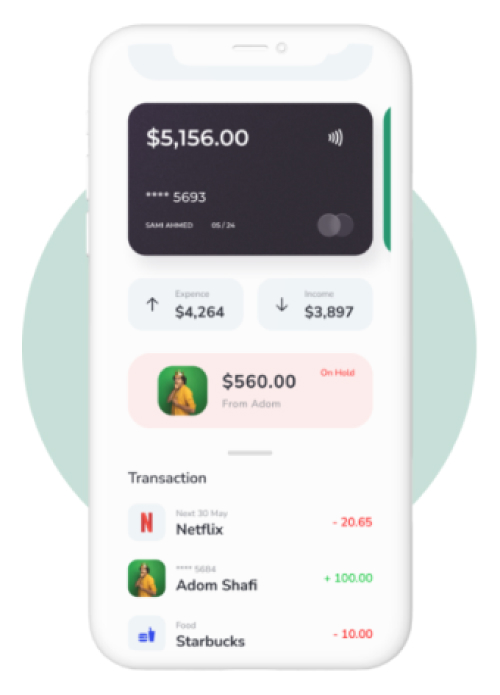 $5,156.00
**** 5693
SAMI AHMED 05 / 24
Expence
$4,264
Income
$3,897
On Hold
$560.00
From Adom
Transaction
N
Next 30 May
Netflix
- 20.65
**** 5684
Adom Shafi
+ 100.00
Food
Starbucks
- 10.00